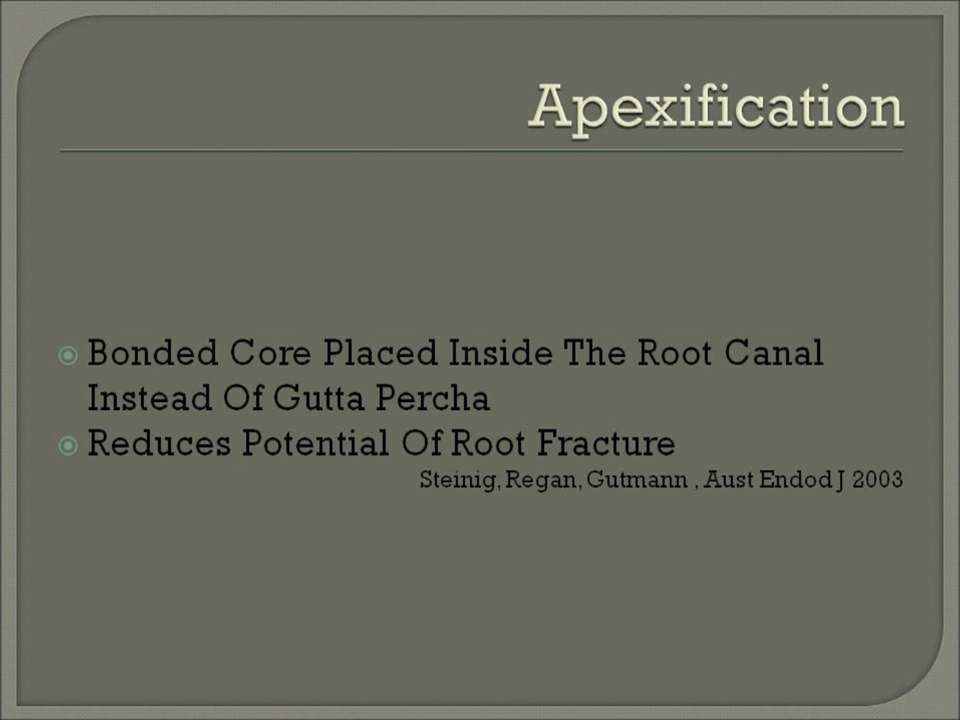 Apexification
Bonded Core Placed Inside The Root Canal
Instead Of Gutta Percha
Reduces Potential Of Root Fracture
Steinig, Regan, Gutmann , Aust Endod J 2003